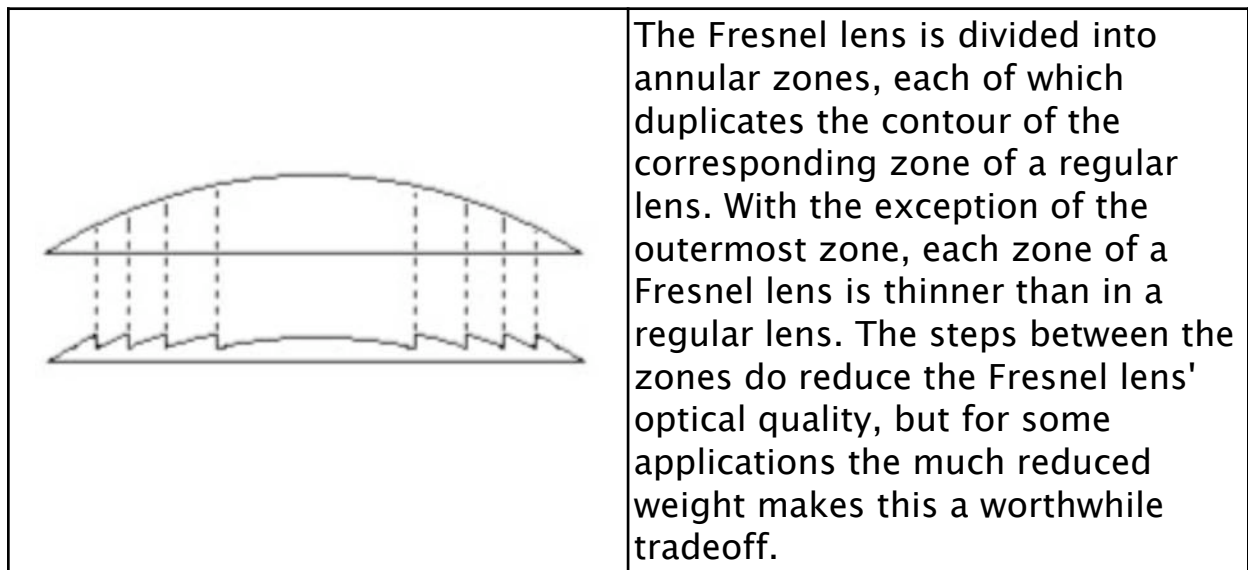 The Fresnel lens is divided into
annular zones, each of which
duplicates the contour of the
corresponding zone of a regular
lens. With the exception of the
outermost zone, each zone of a
Fresnel lens is thinner than in a
regular lens. The steps between the
zones do reduce the Fresnel lens'
optical quality, but for some
applications the much reduced
weight makes this a worthwhile
tradeoff.